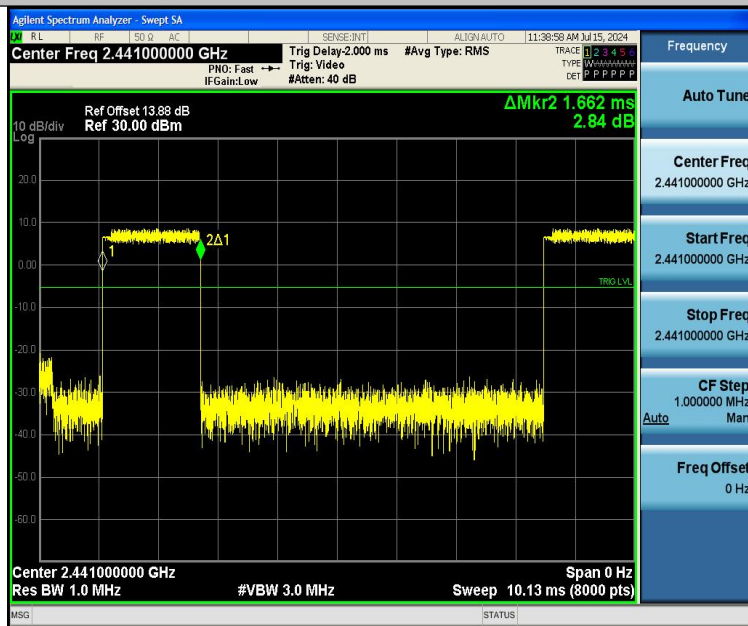 Agilent Spectrum Analyzer - Swept SA
LXI RL RF 50 Ω AC SENSE:INT ALIGN AUTO 11:38:58 AM Jul 15, 2024
Center Freq 2.441000000 GHz
PNO: Fast
IFGain:Low
Trig Delay-2.000 ms
Trig: Video
#Atten: 40 dB
#Avg Type: RMS
TRACE 1 2 3 4 5 6
TYPE WWWWWW
DET P P P P P P
ΔMkr2 1.662 ms
2.84 dB
Ref Offset 13.88 dB
10 dB/div Ref 30.00 dBm
Log
20.0
10.0
0.00
-10.0
-20.0
-30.0
-40.0
-50.0
-60.0
1
2Δ1
TRIG LVL
Center 2.441000000 GHz Span 0 Hz
Res BW 1.0 MHz #VBW 3.0 MHz Sweep 10.13 ms (8000 pts)
MSG STATUS
Frequency
Auto Tune
Center Freq
2.441000000 GHz
Start Freq
2.441000000 GHz
Stop Freq
2.441000000 GHz
CF Step
1.000000 MHz
Auto Man
Freq Offset
0 Hz